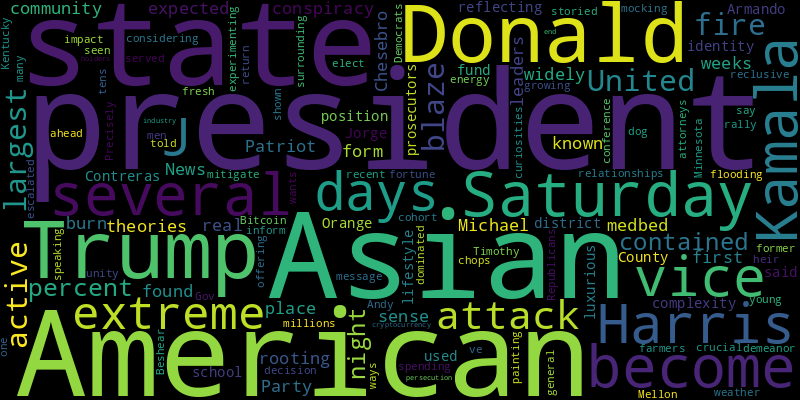 community
state
expected
conspiracy
reflecting
storied
mocking
Armando
Kentucky
impact
seen
considering
experimenting
surrounding
Democrats
Donald
fire
identity
Kamala
many
tens
served
return
elect
Chesebro
leaders
weeks
holders
fresh
shown
fund
energy
widely
United
reclusive
president
largest
ahead
Precisely
industry
men
told
J
Patriot
position
Jorge
form
prosecutors
blaze
growing
known
curiosities
conference
dog
attorneys
Minnesota
say
rally
escalated
Contreras
News
mitigate
wants
recent
fortune
relationships
flooding
several
days
Saturday
burn
theories
real
Bitcoin
inform
Orange
cohort
Michael
district
medbed
former
Trump
speaking
Asian
offering
lifestyle
dominated
Timothy
chops
Republicans
contained
County
first
heir
said
active
unity
Gov
message
luxurious
vice
percent
found
millions
Andy
cryptocurrency
sense
complexity
young
extreme
place
night
attack
Harris
one
American
Beshear
rooting
school
decision
Party
ways
used
spending
persecution
ve
painting
general
farmers
crucial
demeanor
become
Mellon
weather
end